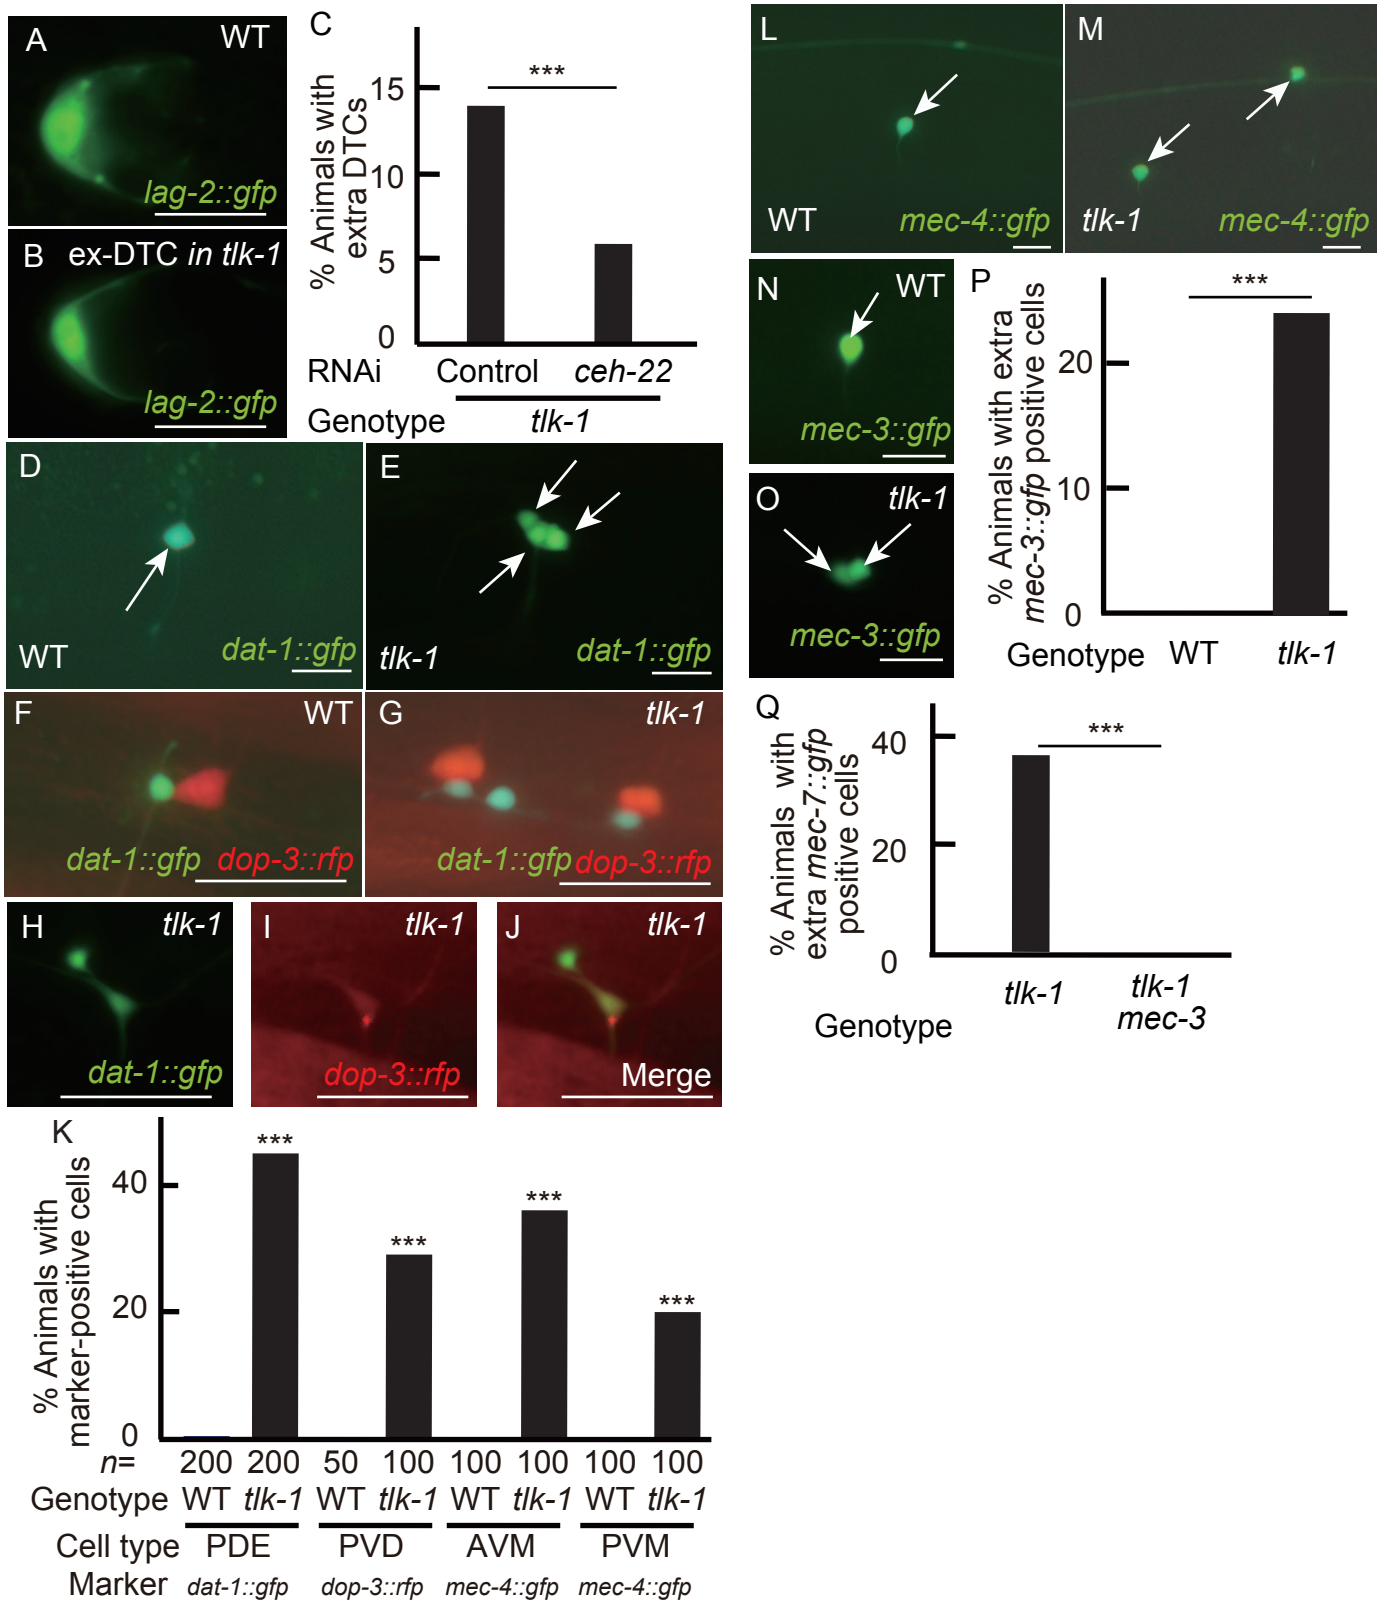 A
WT
lag-2::gfp
B
ex-DTC in tlk-1
lag-2::gfp
C
% Animals with
extra DTCs
15
10
5
0
***
RNAi Control ceh-22
Genotype tlk-1
D
WT
dat-1::gfp
E
tlk-1
dat-1::gfp
F
WT
dat-1::gfp dop-3::rfp
G
tlk-1
dat-1::gfp dop-3::rfp
H
tlk-1
dat-1::gfp
I
tlk-1
dop-3::rfp
J
tlk-1
Merge
K
% Animals with
marker-positive cells
40
20
0
***
***
***
***
n= 200 200 50 100 100 100 100 100
Genotype WT tlk-1 WT tlk-1 WT tlk-1 WT tlk-1
Cell type PDE PVD AVM PVM
Marker dat-1::gfp dop-3::rfp mec-4::gfp mec-4::gfp
L
WT
mec-4::gfp
M
tlk-1
mec-4::gfp
N
WT
mec-3::gfp
O
tlk-1
mec-3::gfp
P
% Animals with extra
mec-3::gfp positive cells
20
10
0
***
Genotype WT tlk-1
Q
% Animals with
extra mec-7::gfp
positive cells
40
20
0
***
tlk-1
tlk-1
mec-3
Genotype